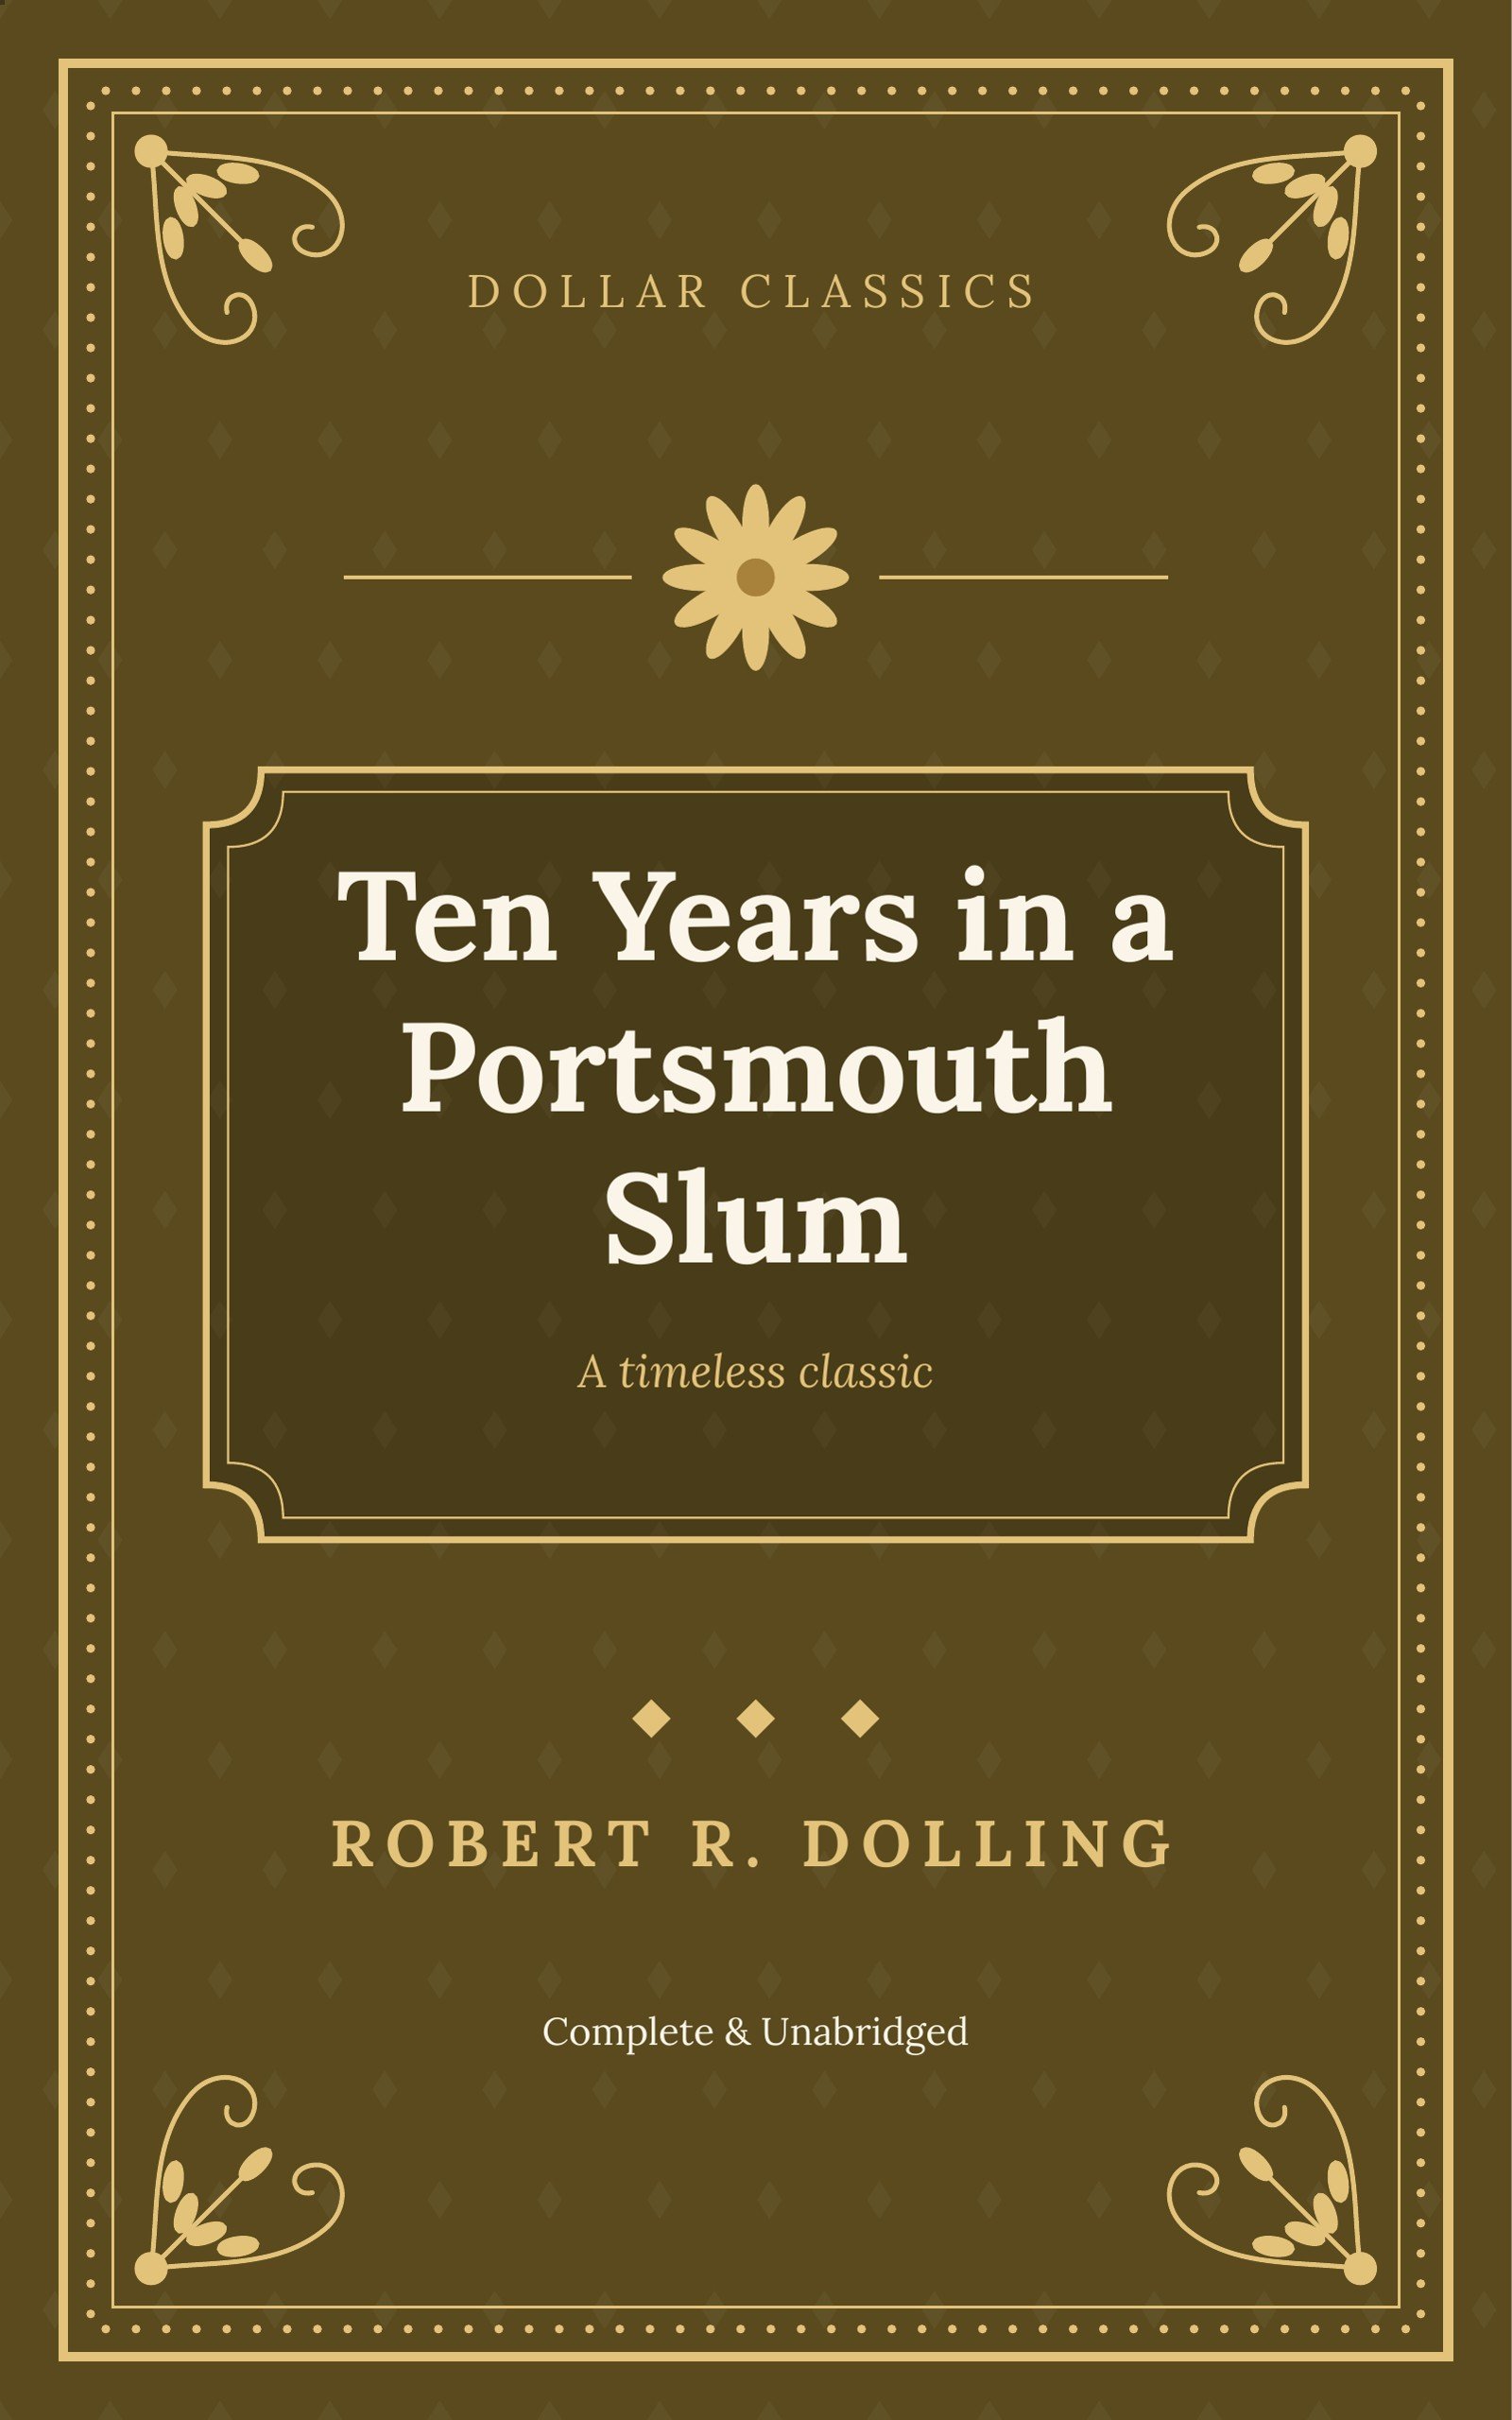 DOLLAR CLASSICS
Ten Years in a
Portsmouth
Slum
A timeless classic
ROBERT R. DOLLING
Complete & Unabridged